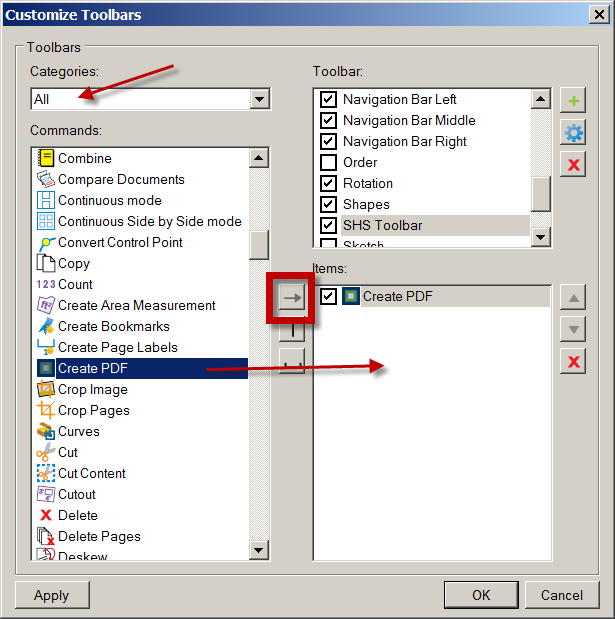 Customize Toolbars
Toolbars
Categories:
All
Commands:
Combine
Compare Documents
Continuous mode
Continuous Side by Side mode
Convert Control Point
Copy
123 Count
Create Area Measurement
Create Bookmarks
Create Page Labels
Create PDF
Crop Image
Crop Pages
Curves
Cut
Cut Content
Cutout
Delete
Delete Pages
Deskew
Toolbar:
Navigation Bar Left
Navigation Bar Middle
Navigation Bar Right
Order
Rotation
Shapes
SHS Toolbar
Sketch
Items:
Create PDF
Apply
OK
Cancel